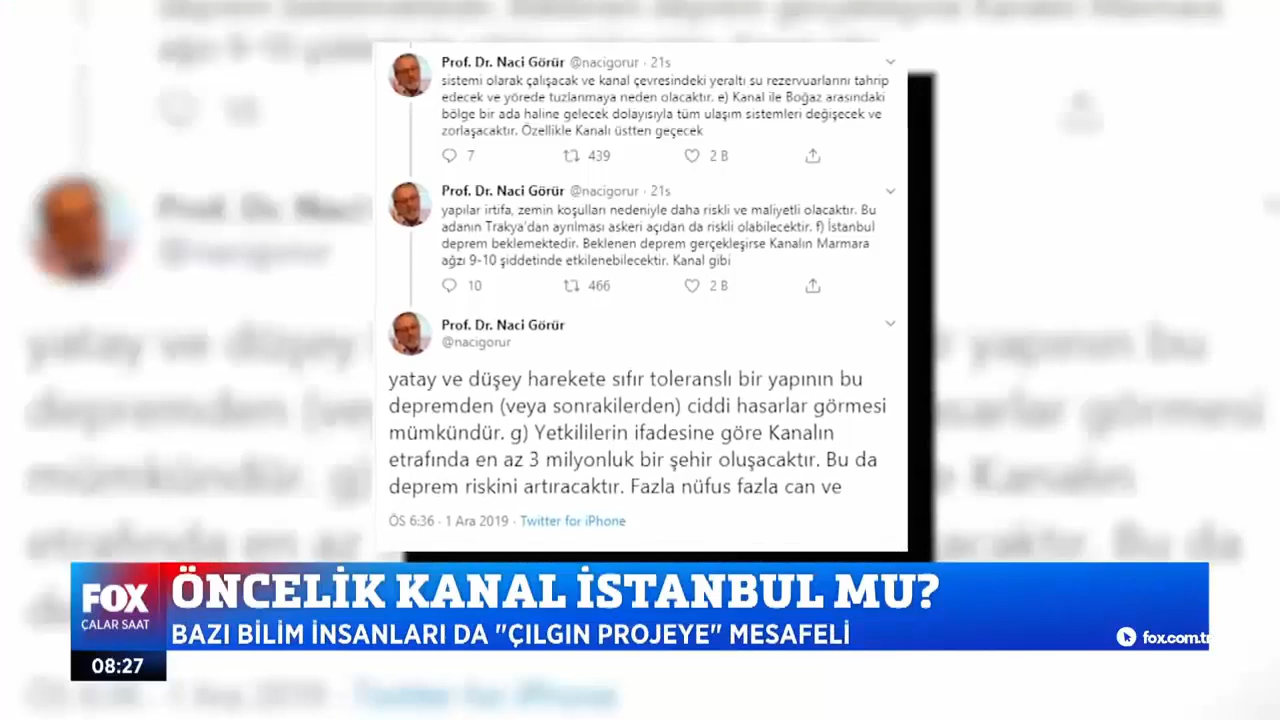 Prof. Dr. Naci Görür @nacigorur · 21s
sistemi olarak çalışacak ve kanal çevresindeki yeraltı su rezervuarlarını tahrip
edecek ve yörede tuzlanmaya neden olacaktır. e) Kanal ile Boğaz arasındaki
bölge bir ada haline gelecek dolayısıyla tüm ulaşım sistemleri değişecek ve
zorlaşacaktır. Özellikle Kanalı üstten geçecek
7 439 2 B
Prof. Dr. Naci Görür @nacigorur · 21s
yapılar irtifa, zemin koşulları nedeniyle daha riskli ve maliyetli olacaktır. Bu
adanın Trakya'dan ayrılması askeri açıdan da riskli olabilecektir. f) İstanbul
deprem beklemektedir. Beklenen deprem gerçekleşirse Kanalın Marmara
ağzı 9-10 şiddetinde etkilenebilecektir. Kanal gibi
10 466 2 B
Prof. Dr. Naci Görür
@nacigorur
yatay ve düşey harekete sıfır toleranslı bir yapının bu
depremden (veya sonrakilerden) ciddi hasarlar görmesi
mümkündür. g) Yetkililerin ifadesine göre Kanalın
etrafında en az 3 milyonluk bir şehir oluşacaktır. Bu da
deprem riskini artıracaktır. Fazla nüfus fazla can ve
ÖS 6:36 · 1 Ara 2019 · Twitter for iPhone
FOX
ÇALAR SAAT
08:27
ÖNCELİK KANAL İSTANBUL MU?
BAZI BİLİM İNSANLARI DA "ÇILGIN PROJEYE" MESAFELİ
fox.com.tr